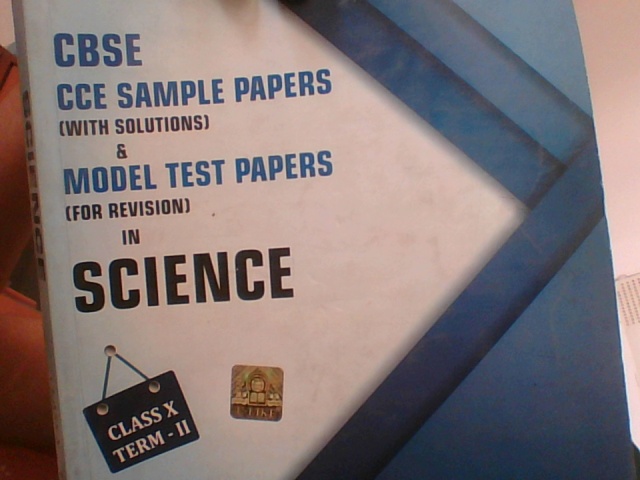 CBSE
CCE SAMPLE PAPERS
(WITH SOLUTIONS)
&
MODEL TEST PAPERS
(FOR REVISION)
IN
SCIENCE
CLASS X
TERM - II
SCIENCE